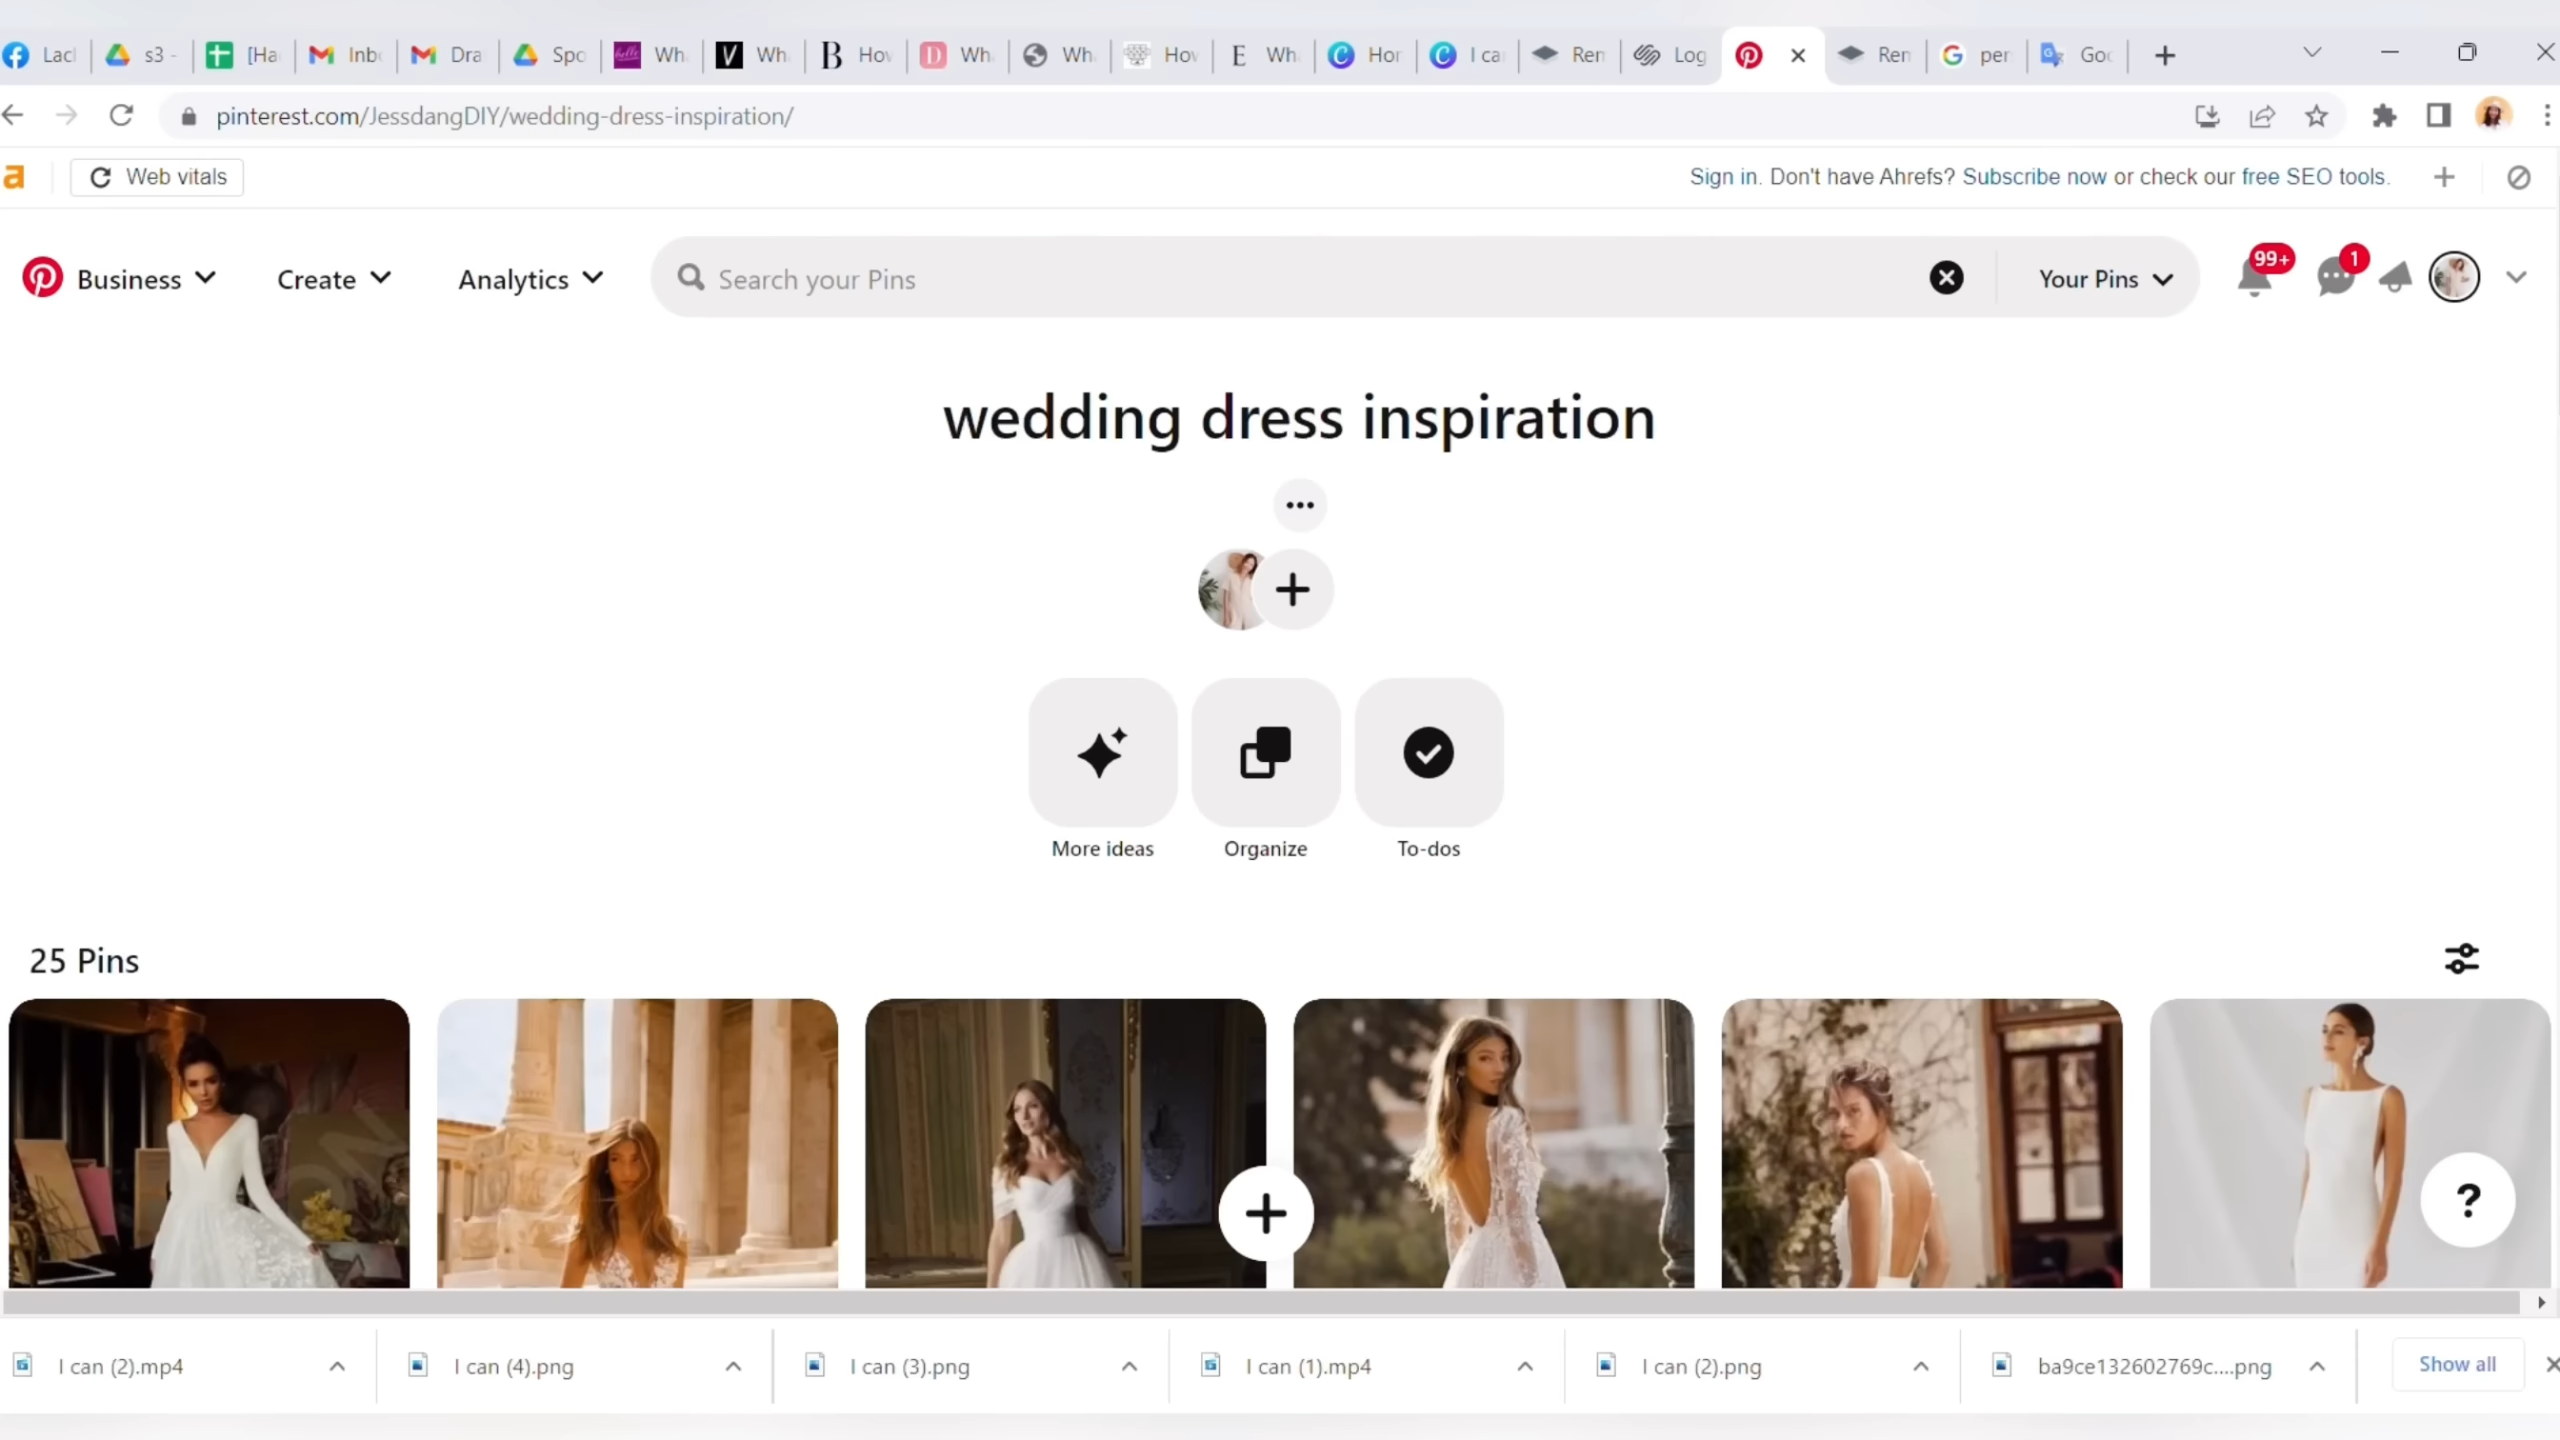 Lac
s3 -
[Ha
Inb
Dra
Spo
hello
Wh
V
Wh
B
Hov
D
Wh
Wh
Hov
E
Wh
C
Hor
C
I ca
Ren
Log
Ren
G
per
Goo
pinterest.com/JessdangDIY/wedding-dress-inspiration/
a
Web vitals
Sign in. Don't have Ahrefs? Subscribe now or check our free SEO tools.
Business
Create
Analytics
Search your Pins
Your Pins
99+
1
wedding dress inspiration
More ideas
Organize
To-dos
25 Pins
?
I can (2).mp4
I can (4).png
I can (3).png
I can (1).mp4
I can (2).png
ba9ce132602769c....png
Show all